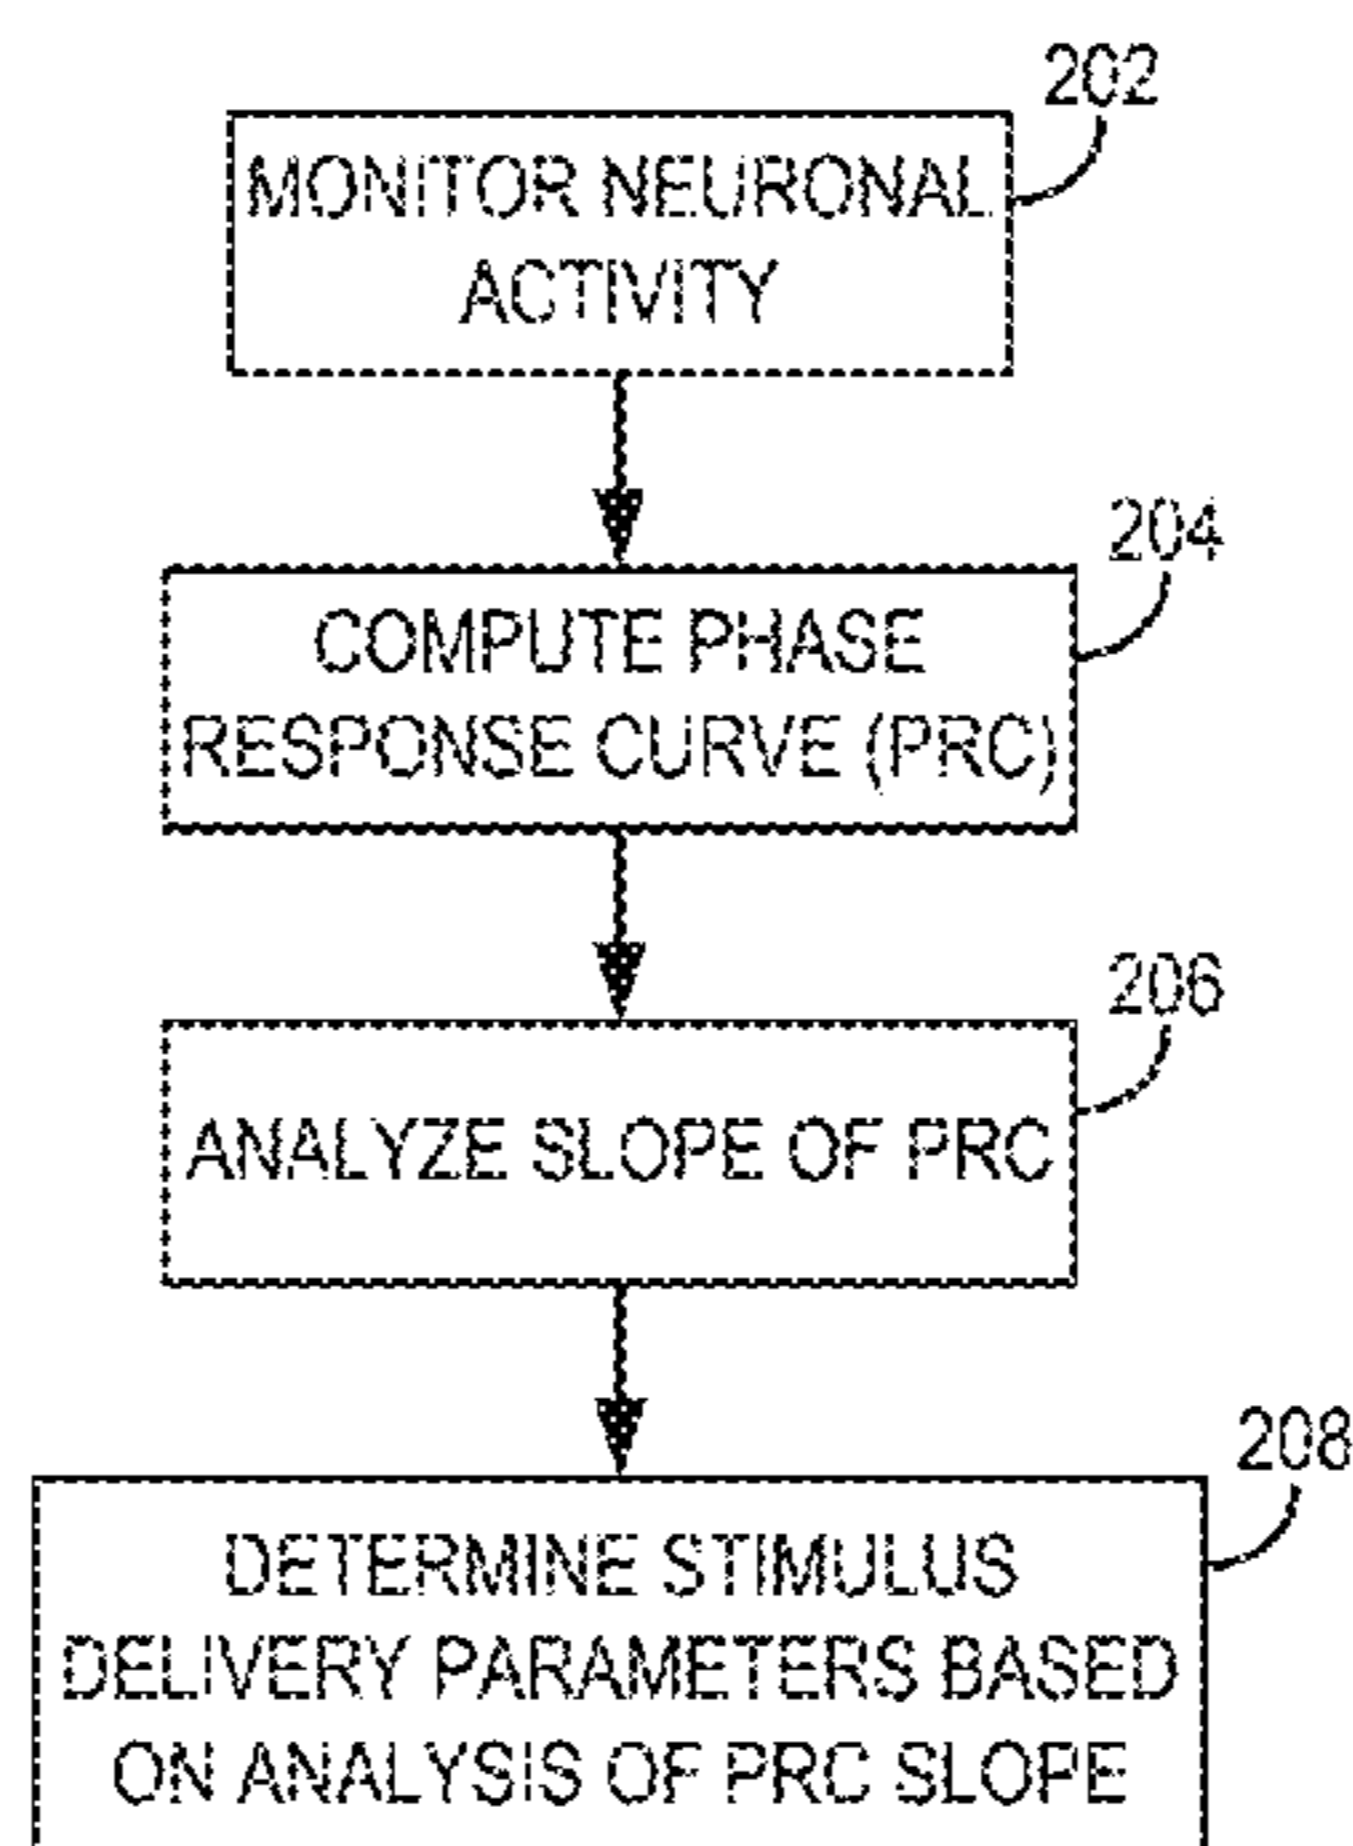 202
MONITOR NEURONAL
ACTIVITY
204
COMPUTE PHASE
RESPONSE CURVE (PRC)
206
ANALYZE SLOPE OF PRC
208
DETERMINE STIMULUS
DELIVERY PARAMETERS BASED
ON ANALYSIS OF PRC SLOPE